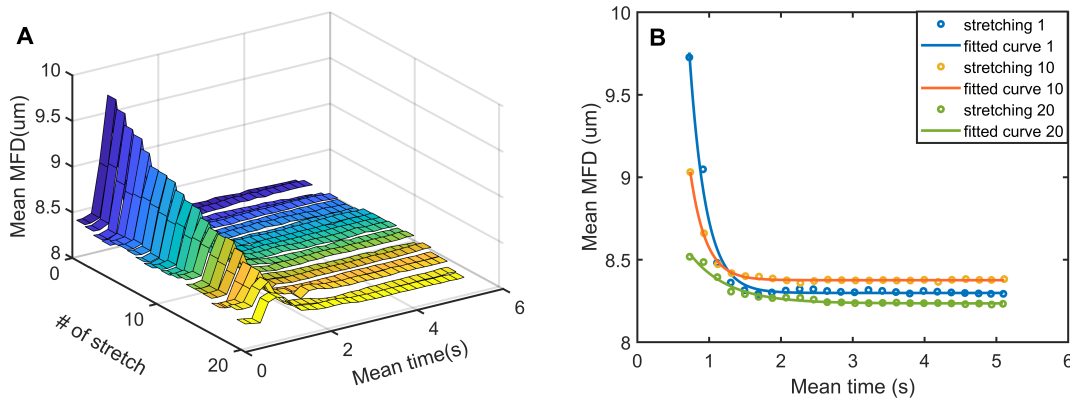 A
10
9.5
9
8.5
8
Mean MFD(um)
0
10
20
# of stretch
0
2
4
6
Mean time(s)
B
10
9.5
9
8.5
8
Mean MFD (um)
0 1 2 3 4 5 6
Mean time (s)
stretching 1
fitted curve 1
stretching 10
fitted curve 10
stretching 20
fitted curve 20